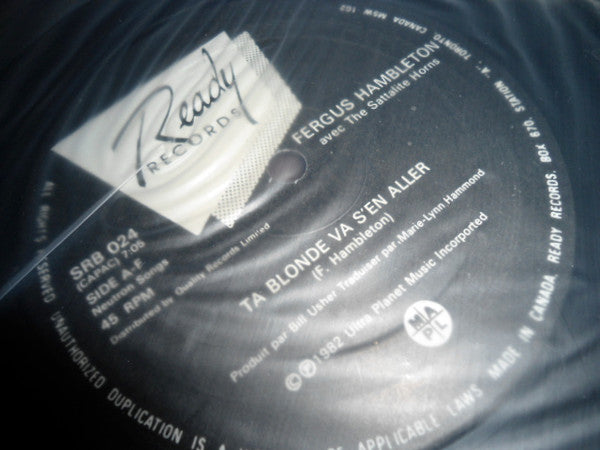 Ready
RECORDS
FERGUS HAMBLETON
avec The Sattalite Horns
SRB 024
(CAPAC) 7:05
SIDE A-F
Neutron Songs
45 RPM
Distributed by Quality Records Limited
TA BLONDE VA S'EN ALLER
(F. Hambleton)
Produit par Bill Usher Traduiser par Marie-Lynn Hammond
©℗1982 Ultra Planet Music Incorporated
M A P L
UNAUTHORIZED DUPLICATION IS A APPLICABLE LAWS MADE IN CANADA, READY RECORDS, BOX 670, STATION 'A', TORONTO, CANADA M5W 1G2